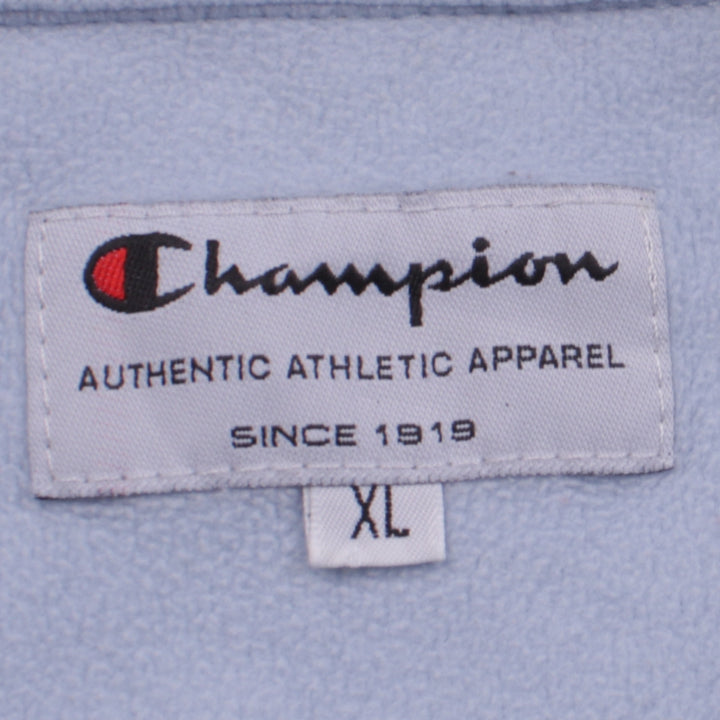 Champion
AUTHENTIC ATHLETIC APPAREL
SINCE 1919
XL